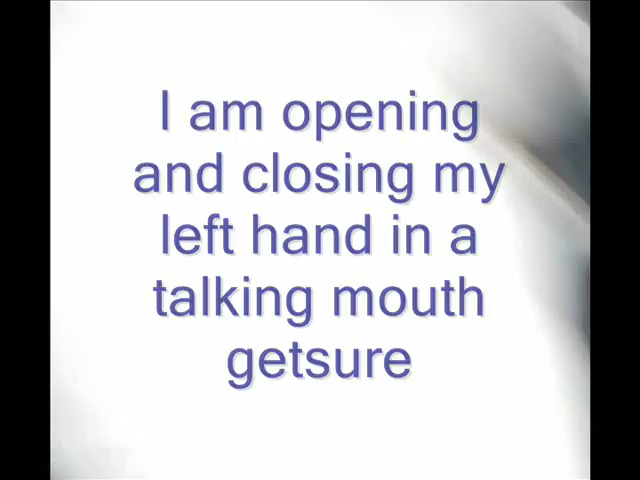 I am opening
and closing my
left hand in a
talking mouth
getsure